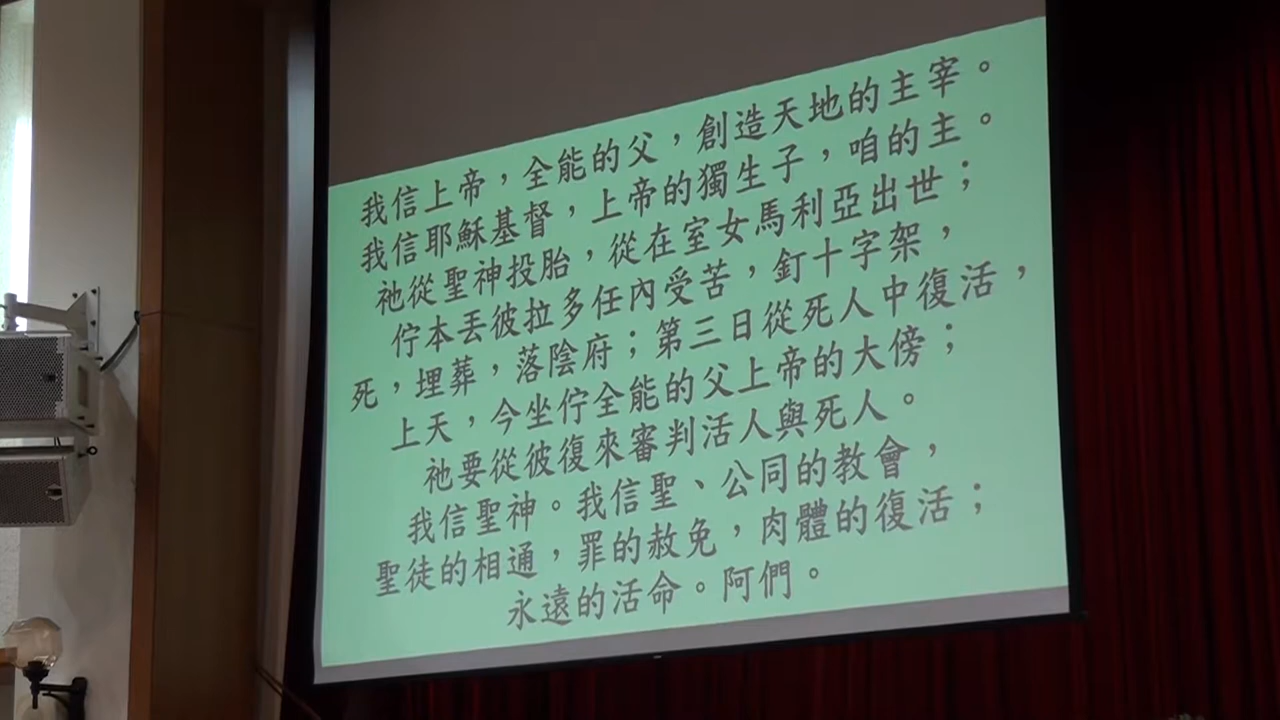 我信上帝，全能的父，創造天地的主宰。
我信耶穌基督，上帝的獨生子，咱的主。
祂從聖神投胎，從在室女馬利亞出世；
佇本丟彼拉多任內受苦，釘十字架，
死，埋葬，落陰府；第三日從死人中復活，
上天，今坐佇全能的父上帝的大傍；
祂要從彼復來審判活人與死人。
我信聖神。我信聖、公同的教會，
聖徒的相通，罪的赦免，肉體的復活；
永遠的活命。阿們。